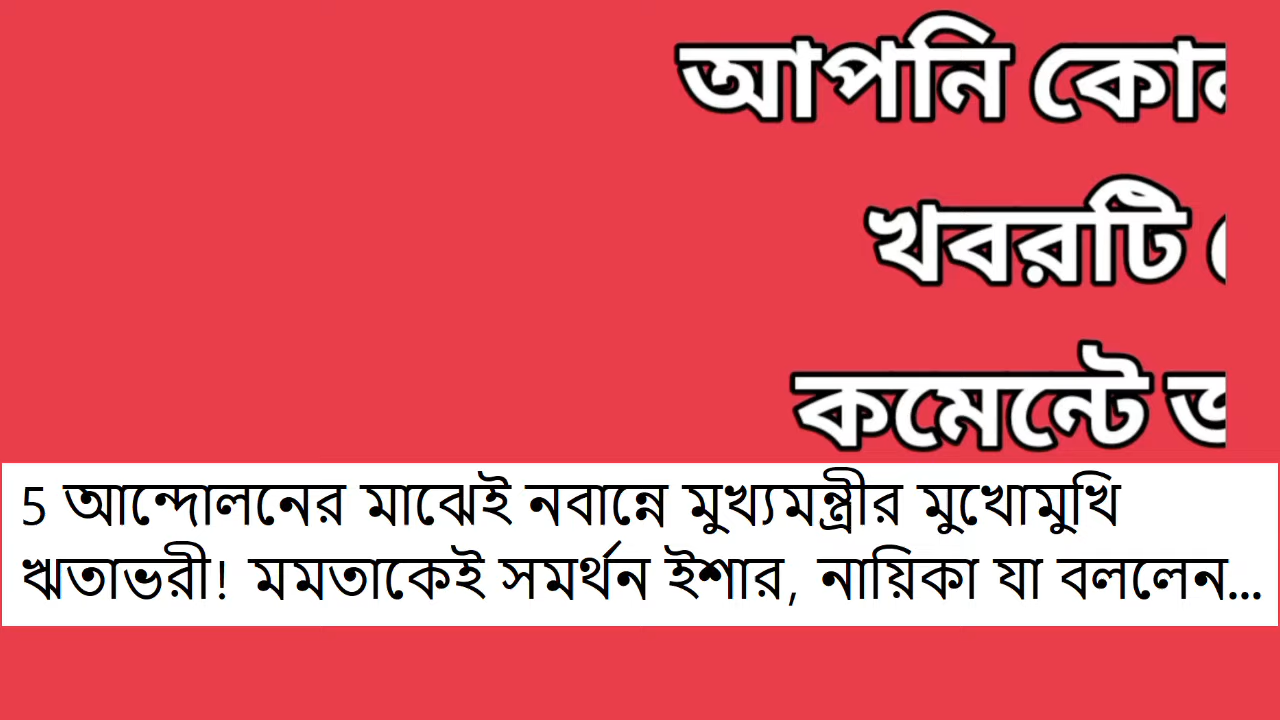 আপনি
খবরটি
কমেন্টে
5 আন্দোলনের মাঝেই নবান্নে মুখ্যমন্ত্রীর মুখোমুখি
ঋতাভরী! মমতাকেই সমর্থন ইশার, নায়িকা যা বললেন...